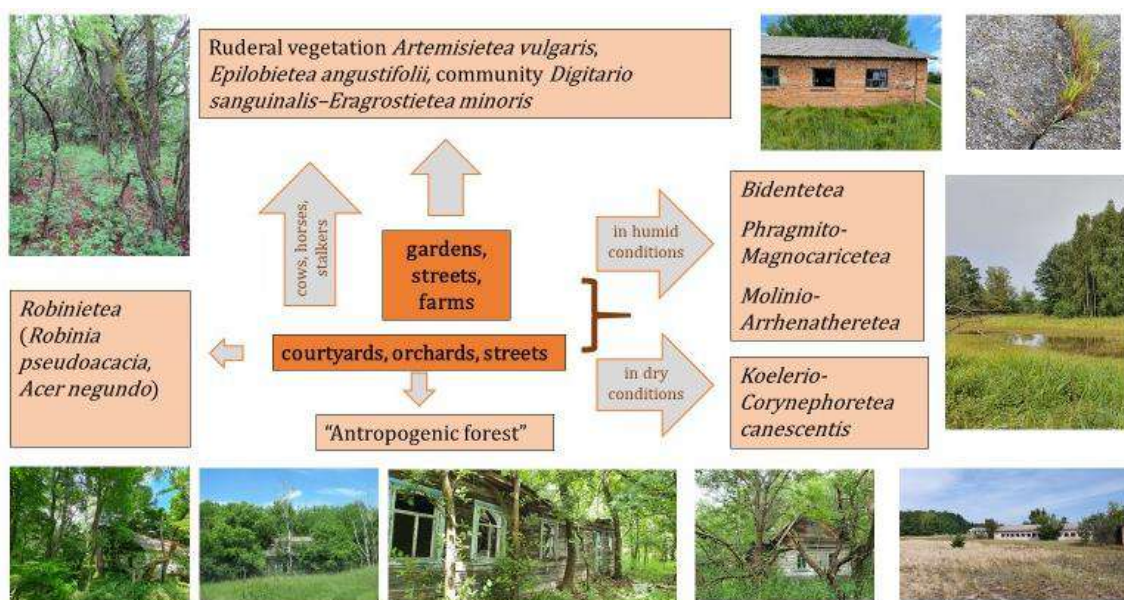 Ruderal vegetation Artemisietea vulgaris,
Epilobietea angustifolii, community Digitario
sanguinalis–Eragrostietea minoris
cows, horses,
stalkers
gardens,
streets,
farms
in humid
conditions
Bidentetea
Phragmito-
Magnocaricetea
Molinio-
Arrhenatheretea
Robinietea
(Robinia
pseudoacacia,
Acer negundo)
courtyards, orchards, streets
in dry
conditions
Koelerio-
Corynephoretea
canescentis
"Antropogenic forest"